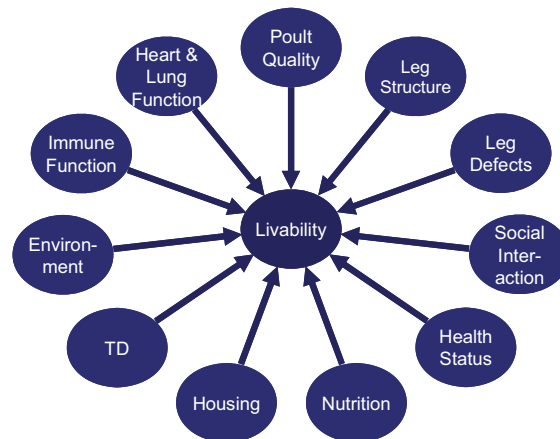 Poult
Quality
Heart &
Lung
Function
Leg
Structure
Immune
Function
Leg
Defects
Livability
Environ-
ment
Social
Inter-
action
TD
Health
Status
Housing
Nutrition